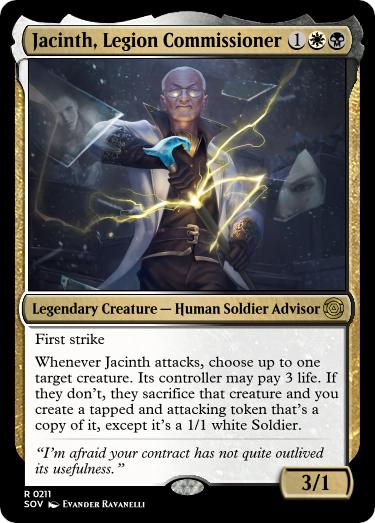 Jacinth, Legion Commissioner 1
Legendary Creature — Human Soldier Advisor
First strike
Whenever Jacinth attacks, choose up to one
target creature. Its controller may pay 3 life. If
they don't, they sacrifice that creature and you
create a tapped and attacking token that's a
copy of it, except it's a 1/1 white Soldier.
“I'm afraid your contract has not quite outlived
its usefulness.”
3/1
R 0211
SOV Evander Ravanelli